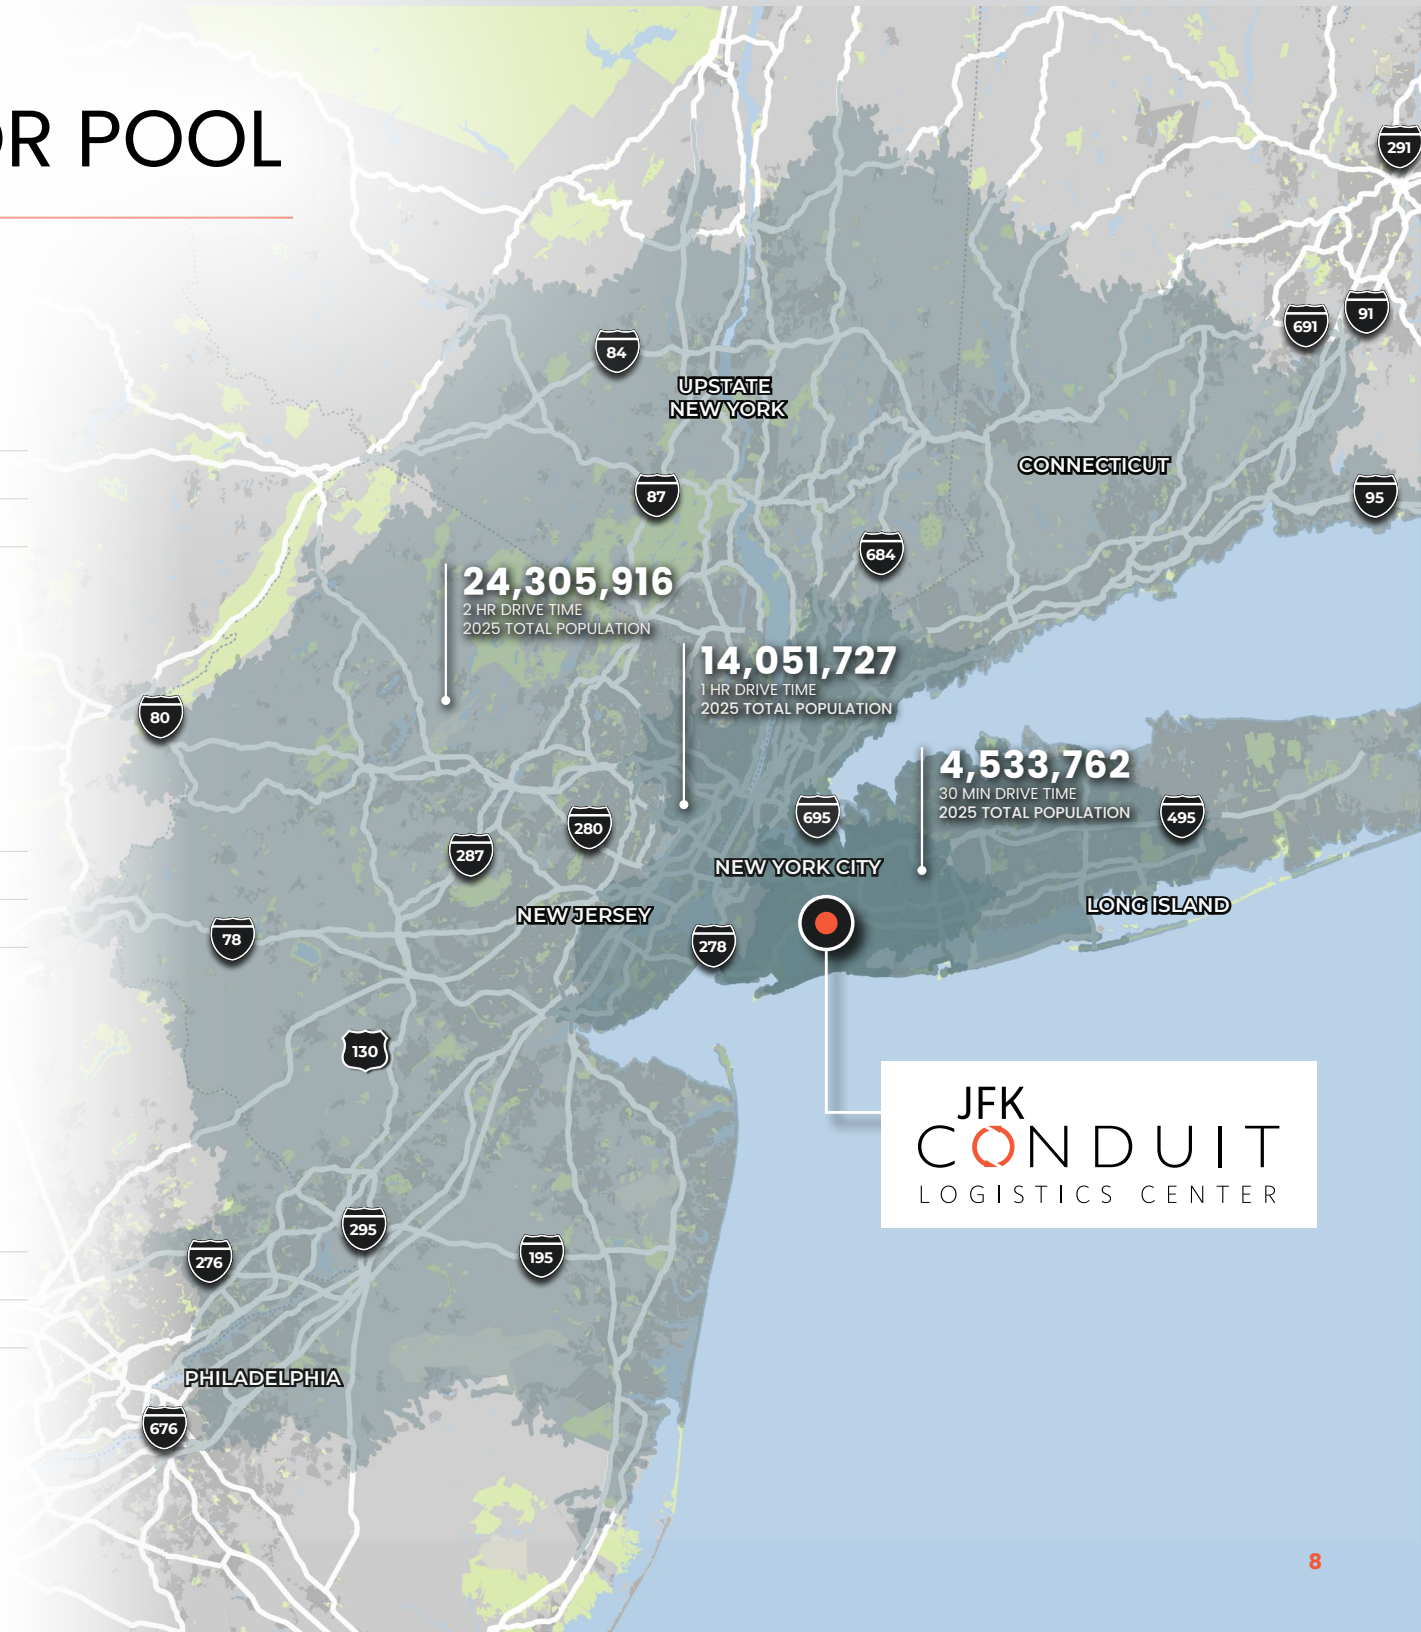 OR POOL
291
691
91
84
UPSTATE
NEW YORK
CONNECTICUT
87
95
684
24,305,916
2 HR DRIVE TIME
2025 TOTAL POPULATION
14,051,727
1 HR DRIVE TIME
2025 TOTAL POPULATION
80
4,533,762
30 MIN DRIVE TIME
2025 TOTAL POPULATION
695
495
280
287
NEW YORK CITY
LONG ISLAND
NEW JERSEY
78
278
130
JFK
CONDUIT
LOGISTICS CENTER
295
276
195
PHILADELPHIA
676
8